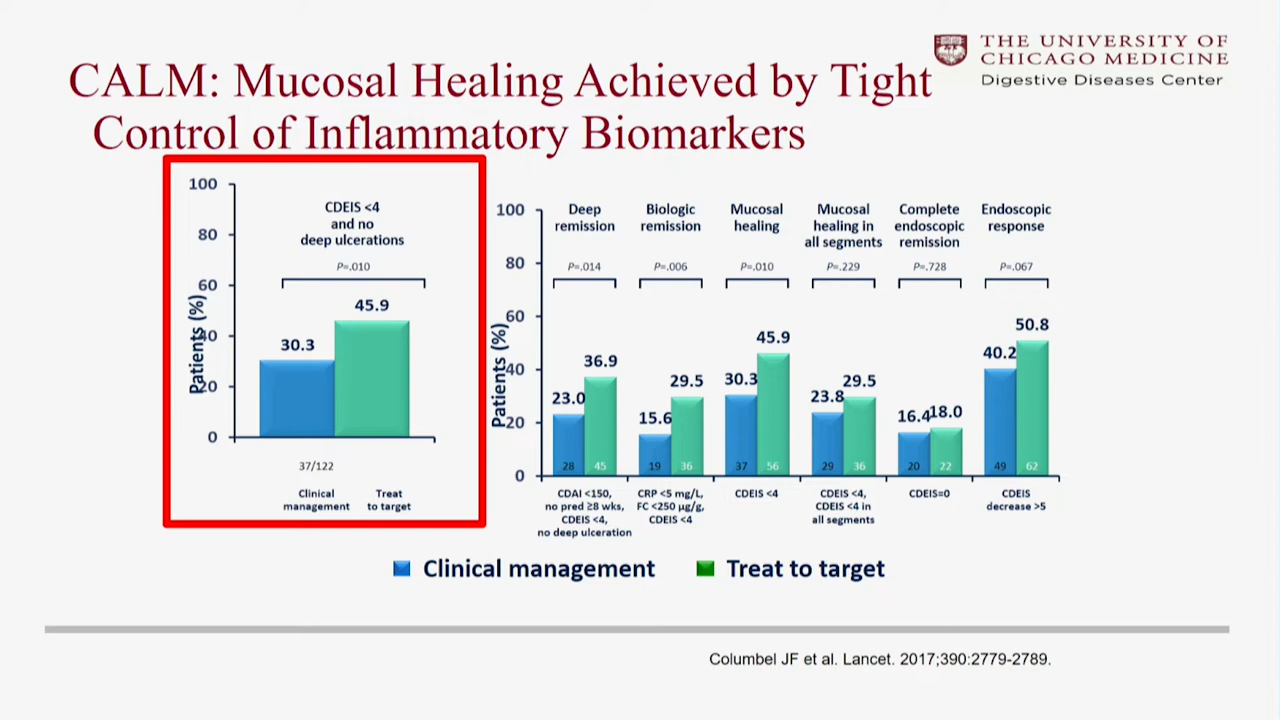 THE UNIVERSITY OF
CHICAGO MEDICINE
Digestive Diseases Center
CALM: Mucosal Healing Achieved by Tight
Control of Inflammatory Biomarkers
Patients (%)
100
80
60
40
20
0
CDEIS <4
and no
deep ulcerations
P=.010
30.3
45.9
37/122
Clinical
management
Treat
to target
Patients (%)
100
80
60
40
20
0
Deep
remission
P=.014
23.0
36.9
28
45
CDAI <150,
no pred ≥8 wks,
CDEIS <4,
no deep ulceration
Biologic
remission
P=.006
15.6
29.5
19
36
CRP <5 mg/L,
FC <250 µg/g,
CDEIS <4
Mucosal
healing
P=.010
30.3
45.9
37
56
CDEIS <4
Mucosal
healing in
all segments
P=.229
23.8
29.5
29
36
CDEIS <4,
CDEIS <4 in
all segments
Complete
endoscopic
remission
P=.728
16.4
18.0
20
22
CDEIS=0
Endoscopic
response
P=.067
40.2
50.8
49
62
CDEIS
decrease >5
Clinical management
Treat to target
Columbel JF et al. Lancet. 2017;390:2779-2789.